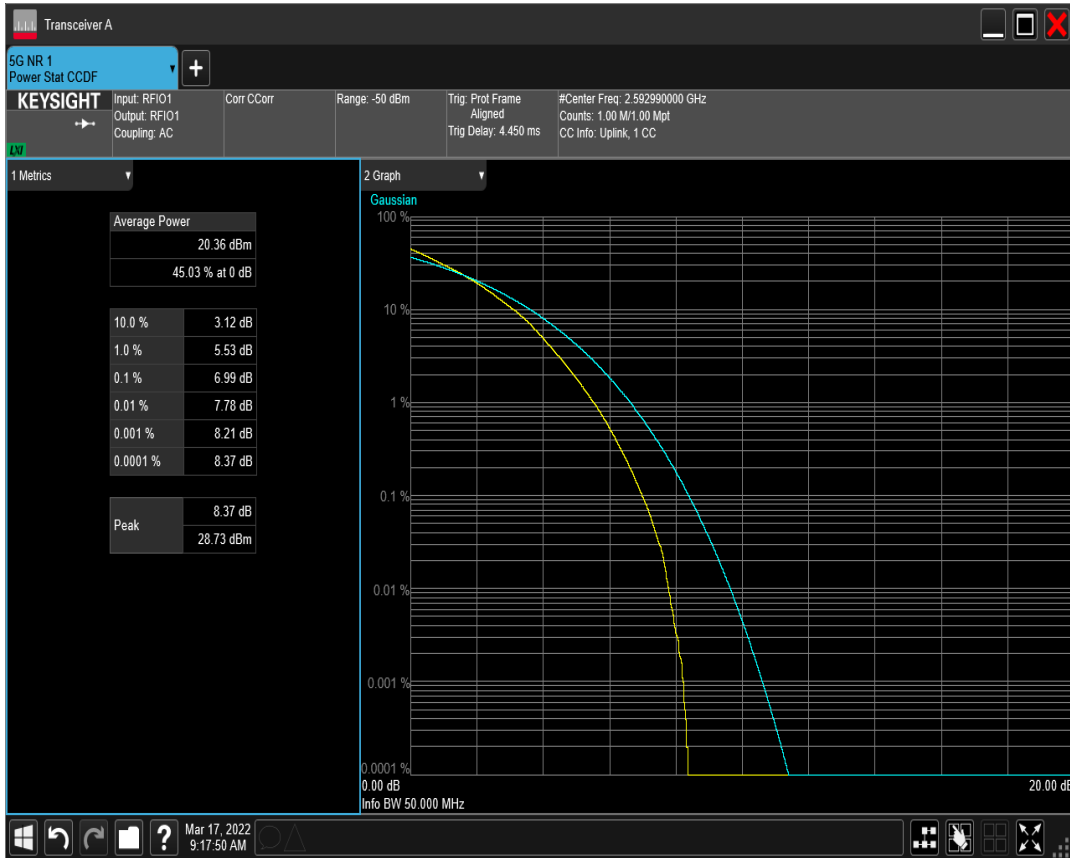 Transceiver A
5G NR 1
Power Stat CCDF
+
KEYSIGHT
LXI
Input: RFIO1
Output: RFIO1
Coupling: AC
Corr CCorr
Range: -50 dBm
Trig: Prot Frame
Aligned
Trig Delay: 4.450 ms
#Center Freq: 2.592990000 GHz
Counts: 1.00 M/1.00 Mpt
CC Info: Uplink, 1 CC
1 Metrics
Average Power
20.36 dBm
45.03 % at 0 dB
10.0 % 3.12 dB
1.0 % 5.53 dB
0.1 % 6.99 dB
0.01 % 7.78 dB
0.001 % 8.21 dB
0.0001 % 8.37 dB
Peak
8.37 dB
28.73 dBm
2 Graph
Gaussian
100 %
10 %
1 %
0.1 %
0.01 %
0.001 %
0.0001 %
0.00 dB 20.00 dB
Info BW 50.000 MHz
?
Mar 17, 2022
9:17:50 AM